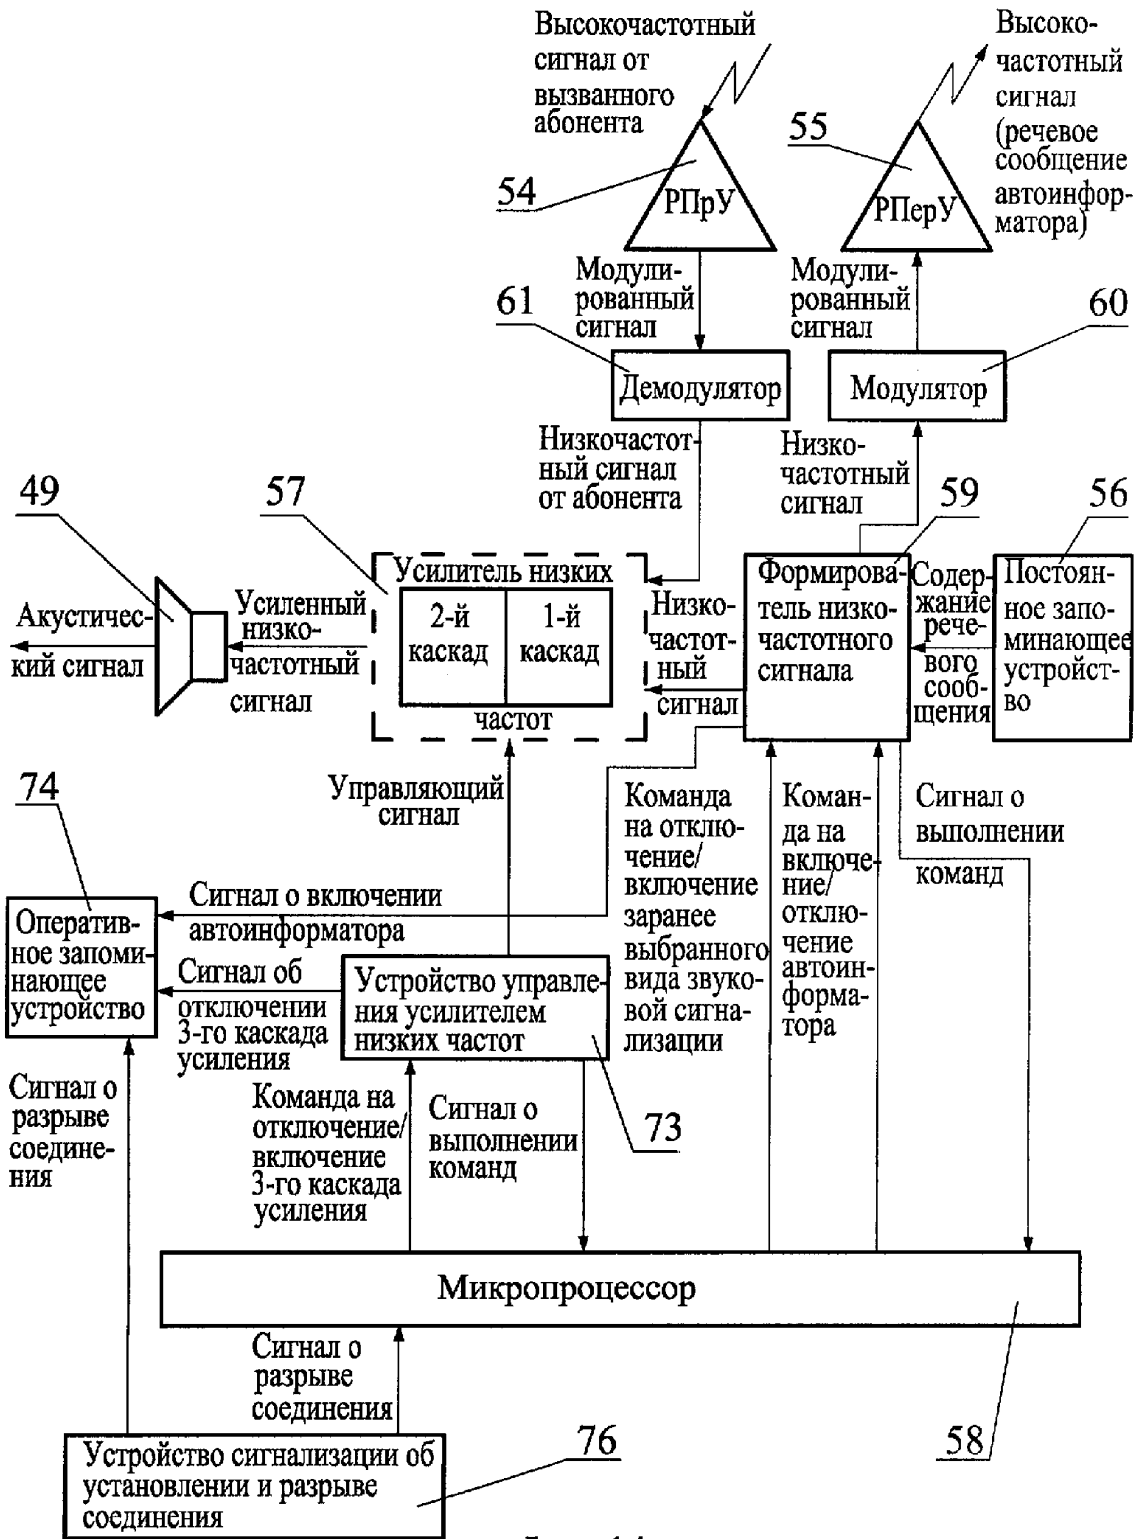 Высокочастотный
сигнал от
вызванного
абонента
Высоко-
частотный
сигнал
(речевое
сообщение
автоинфор-
матора)
54
РПрУ
55
РПерУ
Модули-
рованный
сигнал
Модули-
рованный
сигнал
61
Демодулятор
60
Модулятор
Низкочастот-
ный сигнал
от абонента
Низко-
частотный
сигнал
49
57
59
56
Акустичес-
кий сигнал
Усиленный
низко-
частотный
сигнал
Усилитель низких
2-й
каскад
1-й
каскад
частот
Низко-
частот-
ный
сигнал
Формирова-
тель низко-
частотного
сигнала
Содер-
жание
рече-
вого
сооб-
щения
Постоян-
ное запо-
минающее
устройст-
во
74
Управляющий
сигнал
Команда
на отклю-
чение/
включение
заранее
выбранного
вида звуко-
вой сигна-
лизации
Коман-
да на
включе-
ние/
отклю-
чение
автоин-
форма-
тора
Сигнал о
выполнении
команд
Оператив-
ное запоми-
нающее
устройство
Сигнал о включении
автоинформатора
Сигнал об
отключении
3-го каскада
усиления
Устройство управле-
ния усилителем
низких частот
73
Сигнал о
разрыве
соедине-
ния
Команда на
отключение/
включение
3-го каскада
усиления
Сигнал о
выполнении
команд
Микропроцессор
58
Сигнал о
разрыве
соединения
Устройство сигнализации об
установлении и разрыве
соединения
76